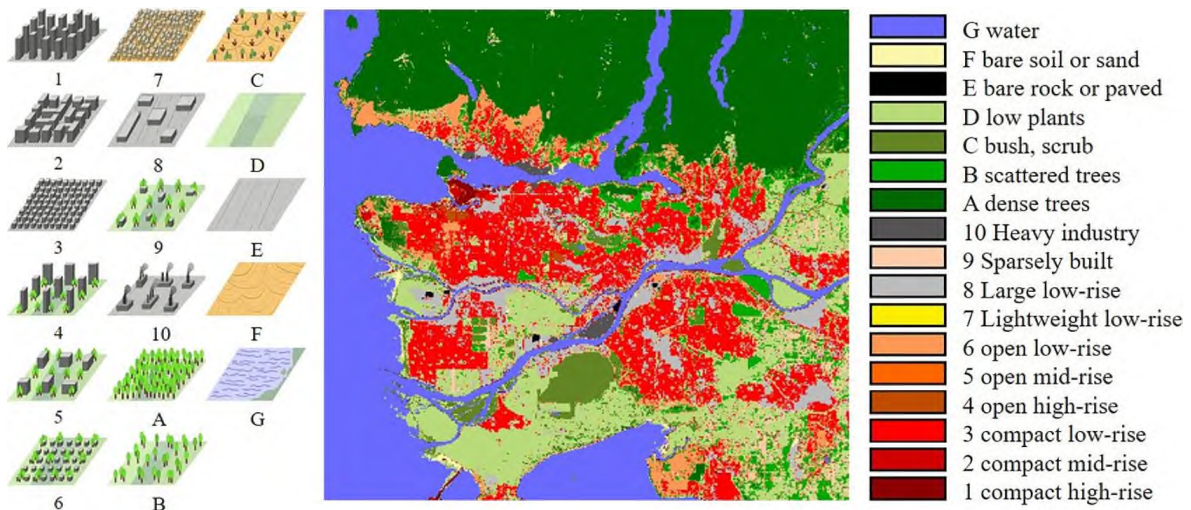 1
7
C
2
8
D
3
9
E
4
10
F
5
A
G
6
B
G water
F bare soil or sand
E bare rock or paved
D low plants
C bush, scrub
B scattered trees
A dense trees
10 Heavy industry
9 Sparsely built
8 Large low-rise
7 Lightweight low-rise
6 open low-rise
5 open mid-rise
4 open high-rise
3 compact low-rise
2 compact mid-rise
1 compact high-rise